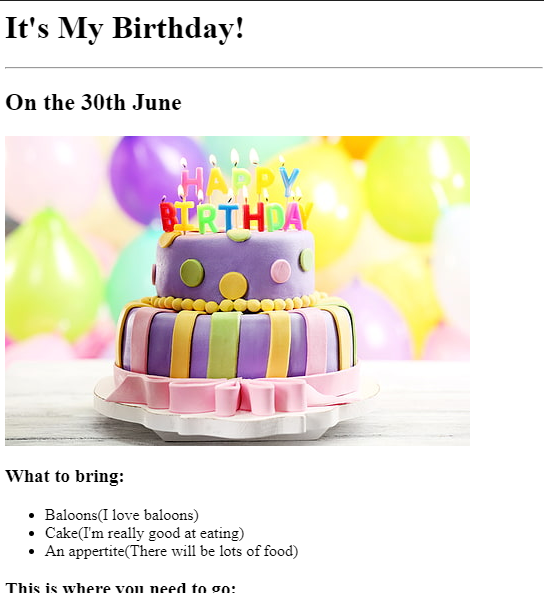 It's My Birthday!
On the 30th June
HAPPY
BIRTHDAY
What to bring:
Baloons(I love baloons)
Cake(I'm really good at eating)
An appertite(There will be lots of food)
This is where you need to go: